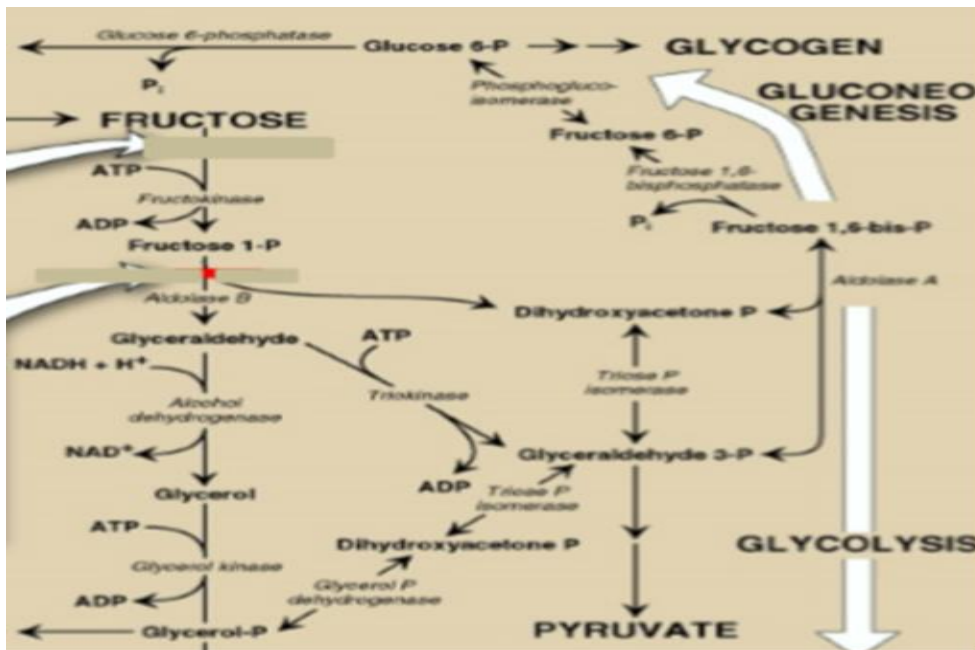 Glucose 6-phosphatase
Glucose 6-P
GLYCOGEN
Pi
Phosphogluco-
isomerase
GLUCONEO
GENESIS
FRUCTOSE
Fructose 6-P
ATP
Fructose 1,6-
bisphosphatase
Fructokinase
ADP
Pi
Fructose 1,6-bis-P
Fructose 1-P
Aldolase A
Aldolase B
Dihydroxyacetone P
Glyceraldehyde
ATP
NADH + H+
Triose P
isomerase
Triokinase
Alcohol
dehydrogenase
NAD+
Glyceraldehyde 3-P
ADP
Triose P
isomerase
Glycerol
ATP
Dihydroxyacetone P
GLYCOLYSIS
Glycerol kinase
Glycerol P
dehydrogenase
ADP
Glycerol-P
PYRUVATE